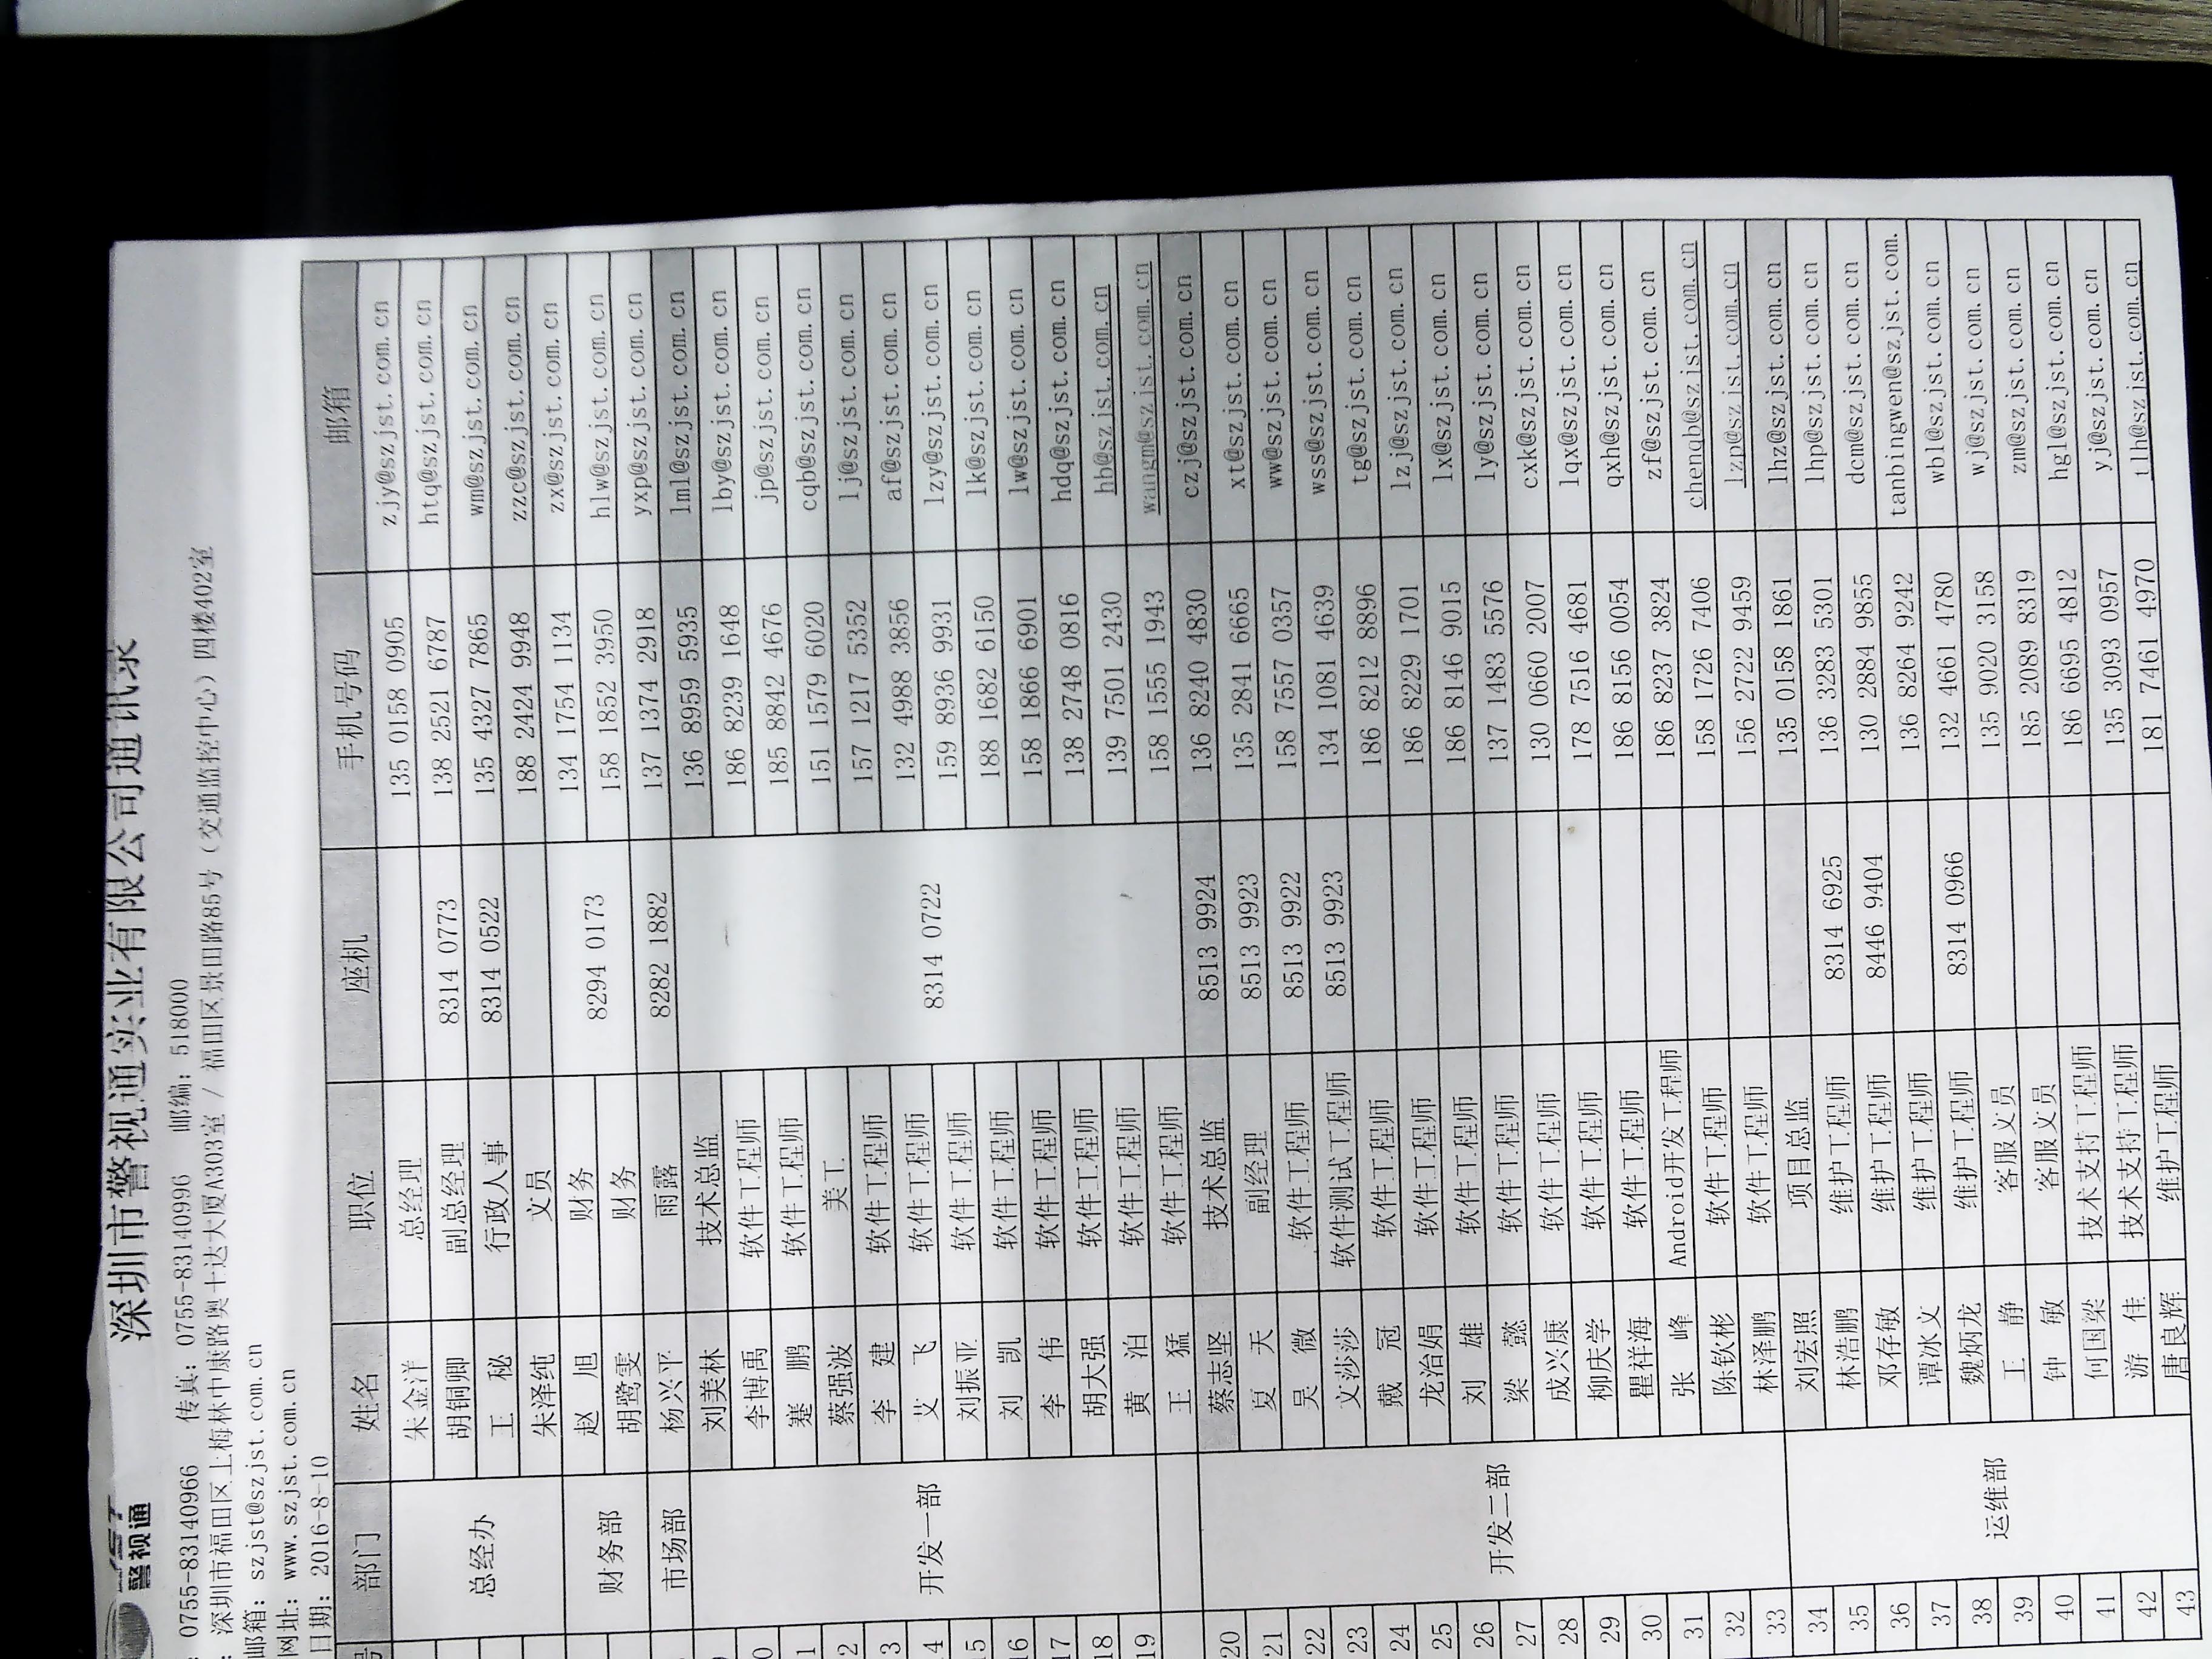 警视通 深圳市警视通实业有限公司通讯录
0755-83140966 传真: 0755-83140996 邮编: 518000
: 深圳市福田区上梅林中康路奥士达大厦A303室 / 福田区景田路85号 (交通监控中心) 四楼402室
邮箱: szjst@szjst.com.cn
网址: www.szjst.com.cn
日期: 2016-8-10
号 部门 姓名 职位 座机 手机号码 邮箱
总经办 朱金洋 总经理 135 0158 0905 zjy@szjst.com.cn
胡铜卿 副总经理 8314 0773 138 2521 6787 htq@szjst.com.cn
王 秘 行政人事 8314 0522 135 4327 7865 wm@szjst.com.cn
朱泽纯 文员 188 2424 9948 zzc@szjst.com.cn
财务部 赵 旭 财务 8294 0173 134 1754 1134 zx@szjst.com.cn
胡鹭雯 财务 158 1852 3950 hlw@szjst.com.cn
市场部 杨兴平 雨露 8282 1882 137 1374 2918 yxp@szjst.com.cn
开发一部 刘美林 技术总监 8314 0722 136 8959 5935 lml@szjst.com.cn
0 李博禹 软件工程师 186 8239 1648 lby@szjst.com.cn
1 蹇 鹏 软件工程师 185 8842 4676 jp@szjst.com.cn
2 蔡强波 美工 151 1579 6020 cqb@szjst.com.cn
3 李 建 软件工程师 157 1217 5352 lj@szjst.com.cn
14 艾 飞 软件工程师 132 4988 3856 af@szjst.com.cn
15 刘振亚 软件工程师 159 8936 9931 lzy@szjst.com.cn
16 刘 凯 软件工程师 188 1682 6150 lk@szjst.com.cn
17 李 伟 软件工程师 158 1866 6901 lw@szjst.com.cn
18 胡大强 软件工程师 138 2748 0816 hdq@szjst.com.cn
19 黄 泊 软件工程师 139 7501 2430 hb@szjst.com.cn
王 猛 软件工程师 158 1555 1943 wangm@szjst.com.cn
20 开发二部 蔡志坚 技术总监 8513 9924 136 8240 4830 czj@szjst.com.cn
21 夏 天 副经理 8513 9923 135 2841 6665 xt@szjst.com.cn
22 吴 微 软件工程师 8513 9922 158 7557 0357 ww@szjst.com.cn
23 文莎莎 软件测试工程师 8513 9923 134 1081 4639 wss@szjst.com.cn
24 戴 冠 软件工程师 186 8212 8896 tg@szjst.com.cn
25 龙治娟 软件工程师 186 8229 1701 lzj@szjst.com.cn
26 刘 雄 软件工程师 186 8146 9015 lx@szjst.com.cn
27 梁 懿 软件工程师 137 1483 5576 ly@szjst.com.cn
28 成兴康 软件工程师 130 0660 2007 cxk@szjst.com.cn
29 柳庆学 软件工程师 178 7516 4681 lqx@szjst.com.cn
30 瞿祥海 软件工程师 186 8156 0054 qxh@szjst.com.cn
31 张 峰 Android开发工程师 186 8237 3824 zf@szjst.com.cn
32 陈钦彬 软件工程师 158 1726 7406 chenqb@szjst.com.cn
33 林泽鹏 软件工程师 156 2722 9459 lzp@szjst.com.cn
34 运维部 刘宏照 项目总监 135 0158 1861 lhz@szjst.com.cn
35 林浩鹏 维护工程师 8314 6925 136 3283 5301 lhp@szjst.com.cn
36 邓存敏 维护工程师 8446 9404 130 2884 9855 dcm@szjst.com.cn
37 谭冰文 维护工程师 136 8264 9242 tanbingwen@szjst.com.
38 魏炳龙 维护工程师 8314 0966 132 4661 4780 wbl@szjst.com.cn
39 王 静 客服文员 135 9020 3158 wj@szjst.com.cn
40 钟 敏 客服文员 185 2089 8319 zm@szjst.com.cn
41 何国梁 技术支持工程师 186 6695 4812 hgl@szjst.com.cn
42 游 佳 技术支持工程师 135 3093 0957 yj@szjst.com.cn
43 唐良辉 维护工程师 181 7461 4970 tlh@szjst.com.cn